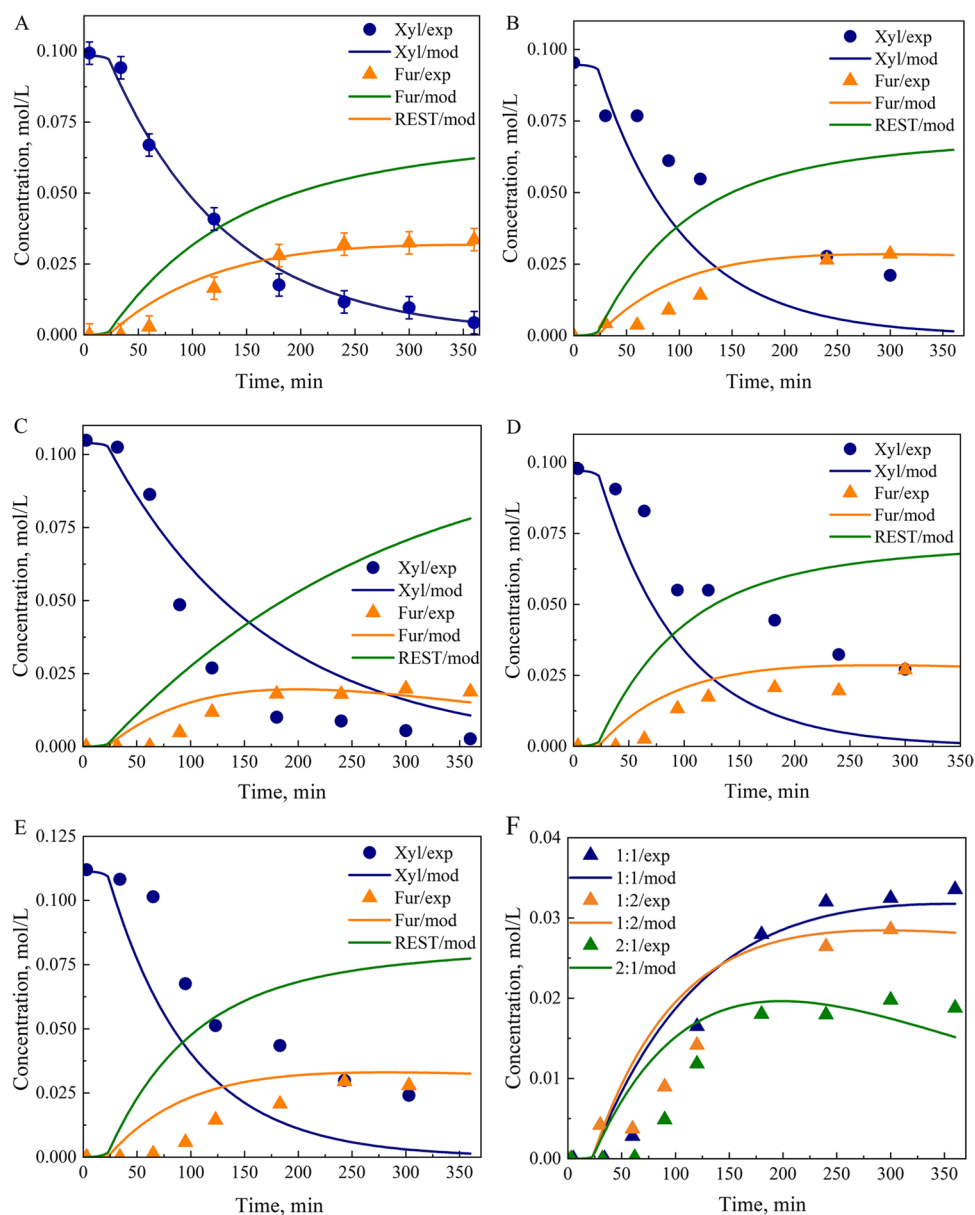 A
Xyl/exp
Xyl/mod
Fur/exp
Fur/mod
REST/mod
0.100
0.075
0.050
0.025
0.000
Concentration, mol/L
0 50 100 150 200 250 300 350
Time, min
B
Xyl/exp
Xyl/mod
Fur/exp
Fur/mod
REST/mod
0.100
0.075
0.050
0.025
0.000
Concetration, mol/L
0 50 100 150 200 250 300 350
Time, min
C
Xyl/exp
Xyl/mod
Fur/exp
Fur/mod
REST/mod
0.100
0.075
0.050
0.025
0.000
Concentration, mol/L
0 50 100 150 200 250 300 350
Time, min
D
Xyl/exp
Xyl/mod
Fur/exp
Fur/mod
REST/mod
0.100
0.075
0.050
0.025
0.000
Concentration, mol/L
0 50 100 150 200 250 300 350
Time, min
E
Xyl/exp
Xyl/mod
Fur/exp
Fur/mod
REST/mod
0.125
0.100
0.075
0.050
0.025
0.000
Concentration, mol/L
0 50 100 150 200 250 300 350
Time, min
F
1:1/exp
1:1/mod
1:2/exp
1:2/mod
2:1/exp
2:1/mod
0.04
0.03
0.02
0.01
0.00
Concentration, mol/L
0 50 100 150 200 250 300 350
Time, min